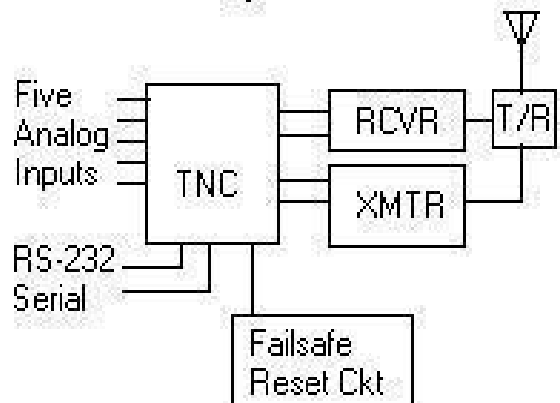 Five
Analog
Inputs
TNC
RCVR
T/R
XMTR
RS-232
Serial
Failsafe
Reset Ckt